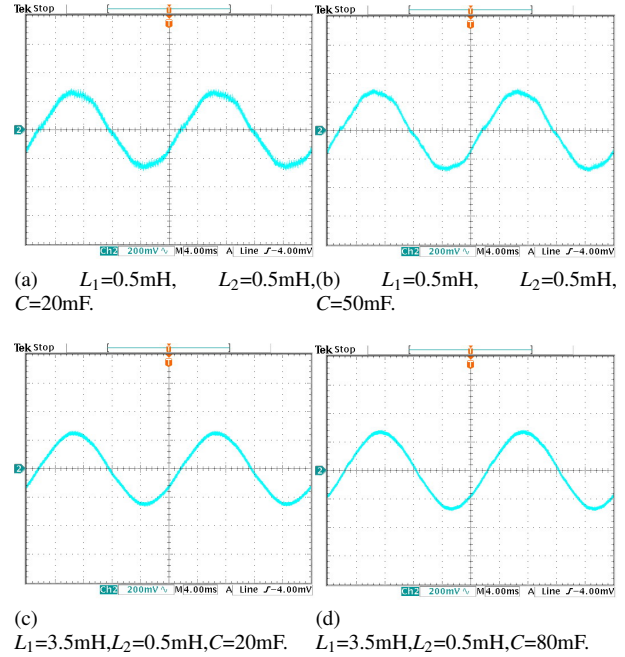 Tek Stop
T
T
2
Ch2 200mV∿ M 4.00ms A Line ∫−4.00mV
Tek Stop
T
T
2
Ch2 200mV∿ M 4.00ms A Line ∫−4.00mV
(a) L1=0.5mH, L2=0.5mH,
C=20mF.
(b) L1=0.5mH, L2=0.5mH,
C=50mF.
Tek Stop
T
T
2
Ch2 200mV∿ M 4.00ms A Line ∫−4.00mV
Tek Stop
T
T
2
Ch2 200mV∿ M 4.00ms A Line ∫−4.00mV
(c)
L1=3.5mH,L2=0.5mH,C=20mF.
(d)
L1=3.5mH,L2=0.5mH,C=80mF.